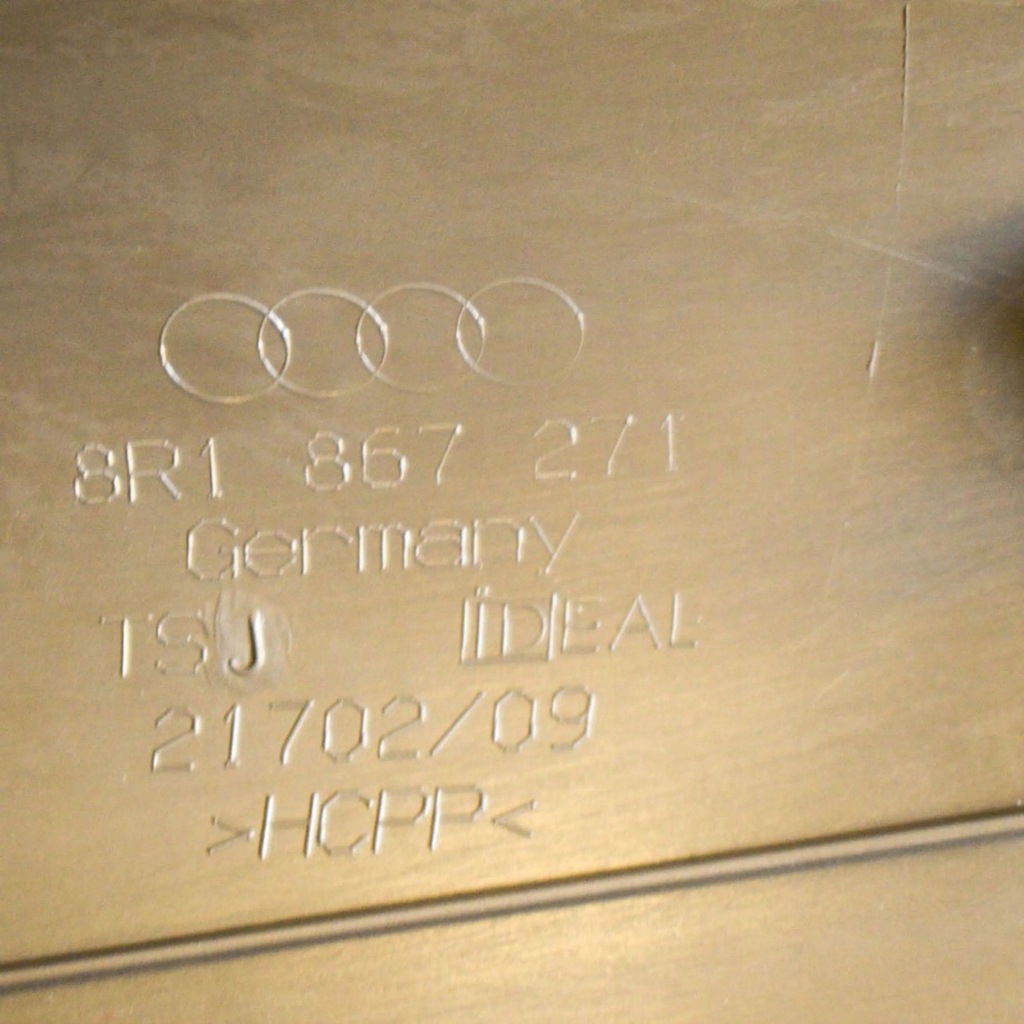 8R1 867 271
Germany
TSJ IDEAL
21702/09
>HCPP<